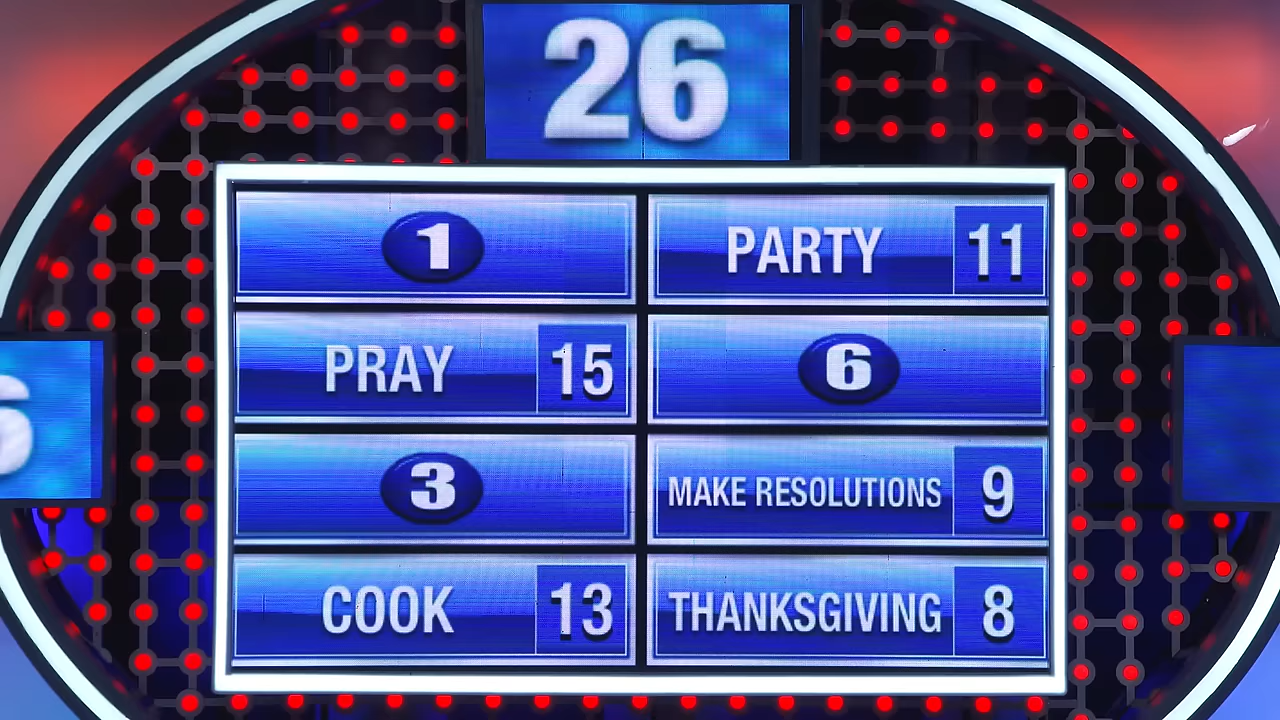 26
1
PARTY 11
PRAY 15
6
3
MAKE RESOLUTIONS 9
COOK 13
THANKSGIVING 8